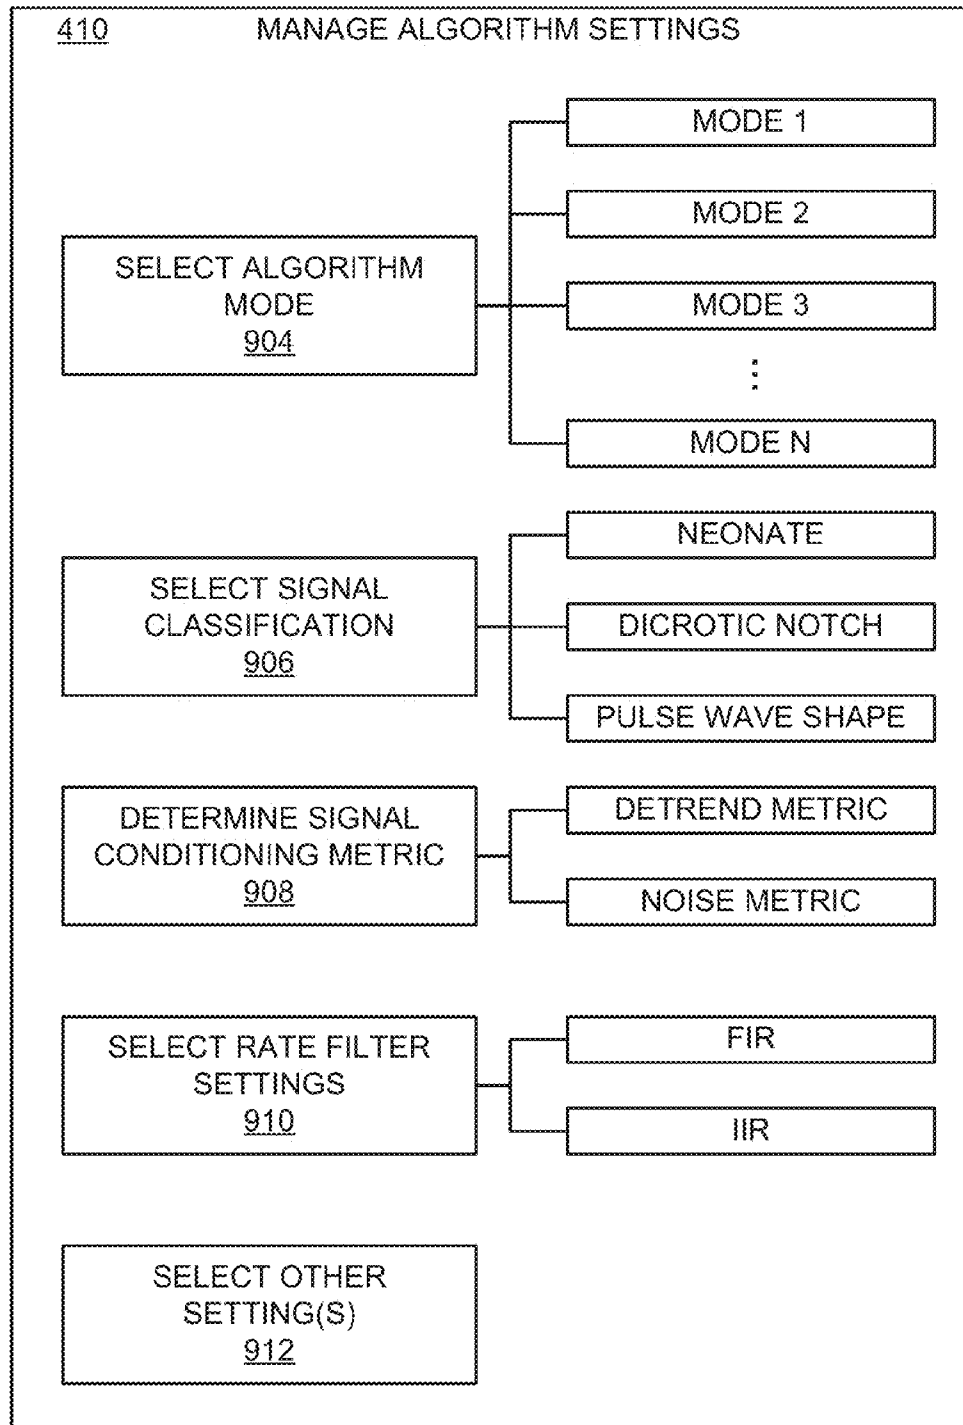 410 MANAGE ALGORITHM SETTINGS
SELECT ALGORITHM
MODE
904
MODE 1
MODE 2
MODE 3
⋮
MODE N
SELECT SIGNAL
CLASSIFICATION
906
NEONATE
DICROTIC NOTCH
PULSE WAVE SHAPE
DETERMINE SIGNAL
CONDITIONING METRIC
908
DETREND METRIC
NOISE METRIC
SELECT RATE FILTER
SETTINGS
910
FIR
IIR
SELECT OTHER
SETTING(S)
912